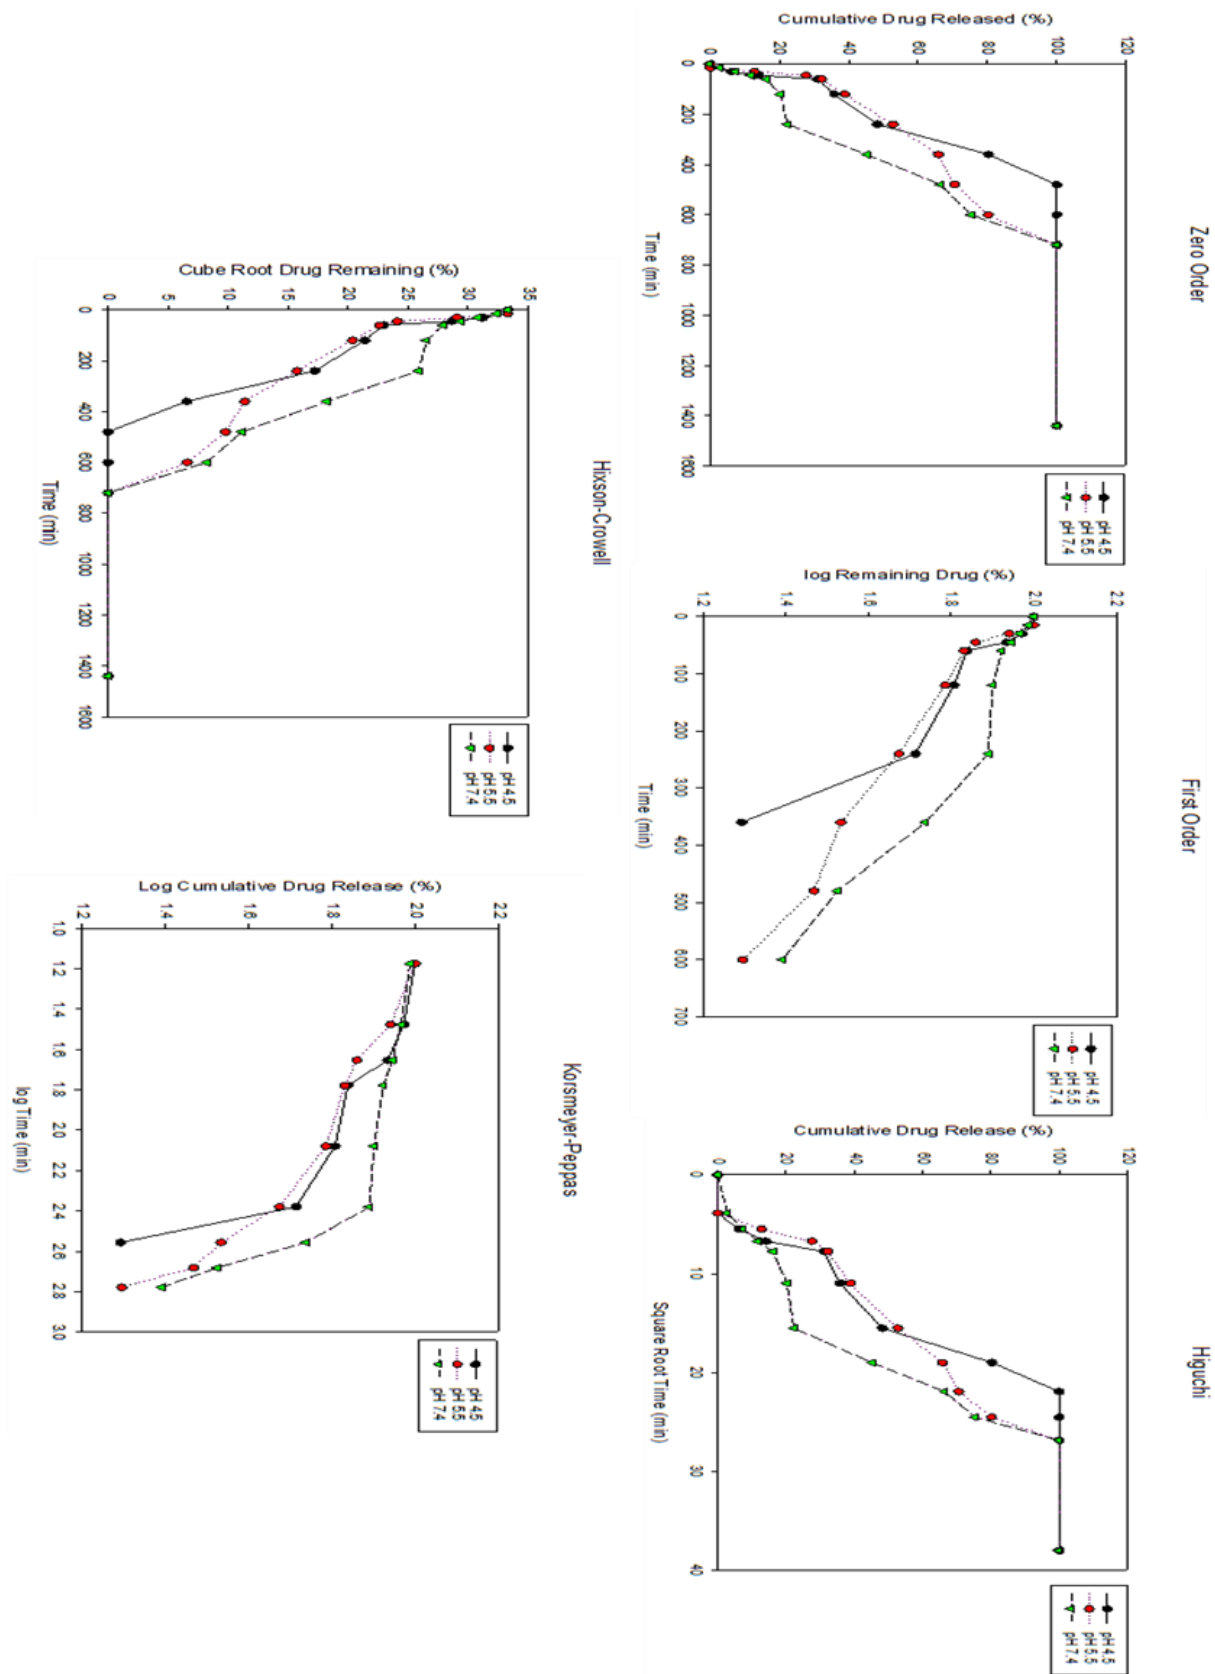 Zero Order
Cumulative Drug Released (%)
120
100
80
60
40
20
0
0 200 400 600 800 1000 1200 1400 1600
Time (min)
pH 4.5
pH 5.5
pH 7.4
First Order
log Remaining Drug (%)
2.2
2.0
1.8
1.6
1.4
1.2
0 100 200 300 400 500 600 700
Time (min)
pH 4.5
pH 5.5
pH 7.4
Higuchi
Cumulative Drug Release (%)
120
100
80
60
40
20
0
0 10 20 30 40
Square Root Time (min)
pH 4.5
pH 5.5
pH 7.4
Hixson-Crowell
Cube Root Drug Remaining (%)
35
30
25
20
15
10
5
0
0 200 400 600 800 1000 1200 1400 1600
Time (min)
pH 4.5
pH 5.5
pH 7.4
Korsmeyer-Peppas
Log Cumulative Drug Release (%)
2.2
2.0
1.8
1.6
1.4
1.2
1.0 1.2 1.4 1.6 1.8 2.0 2.2 2.4 2.6 2.8 3.0
log Time (min)
pH 4.5
pH 5.5
pH 7.4